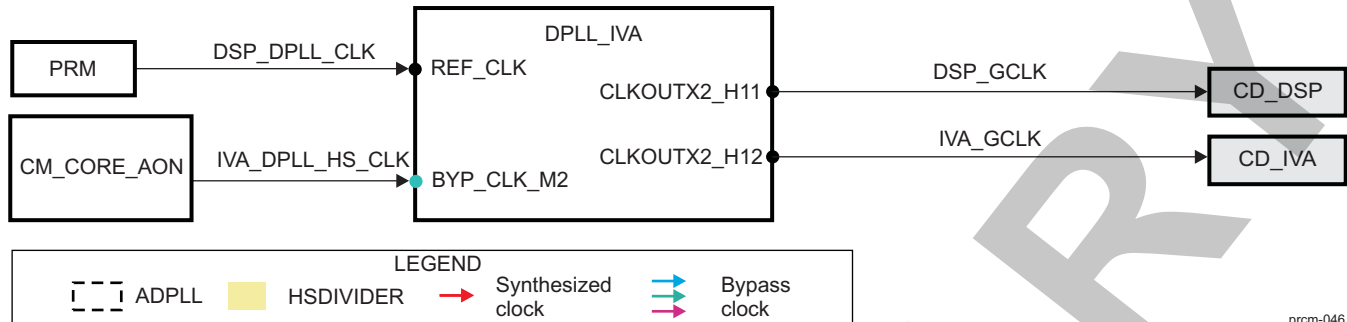 DPLL_IVA
PRM
DSP_DPLL_CLK
REF_CLK
CLKOUTX2_H11
DSP_GCLK
CD_DSP
CM_CORE_AON
IVA_DPLL_HS_CLK
BYP_CLK_M2
CLKOUTX2_H12
IVA_GCLK
CD_IVA
LEGEND
ADPLL
HSDIVIDER
Synthesized
clock
Bypass
clock
prcm-046
R Y